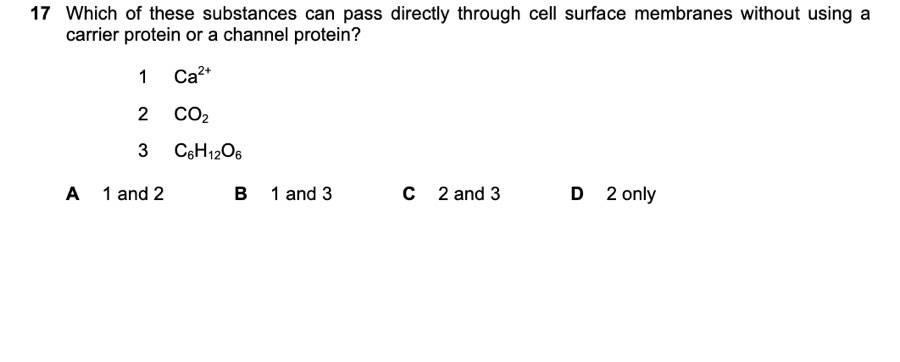 17 Which of these substances can pass directly through cell surface membranes without using a
carrier protein or a channel protein?
1 Ca²⁺
2 CO₂
3 C₆H₁₂O₆
A 1 and 2 B 1 and 3 C 2 and 3 D 2 only